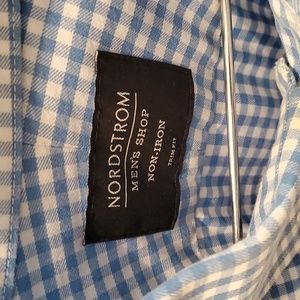 NORDSTROM
MEN'S SHOP
NON-IRON
TRIM FIT